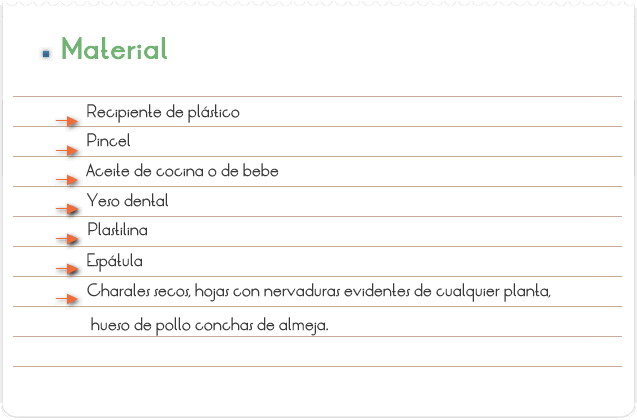 Material
Recipiente de plástico
Pincel
Aceite de cocina o de bebe
Yeso dental
Plastilina
Espátula
Charales secos, hojas con nervaduras evidentes de cualquier planta,
hueso de pollo conchas de almeja.